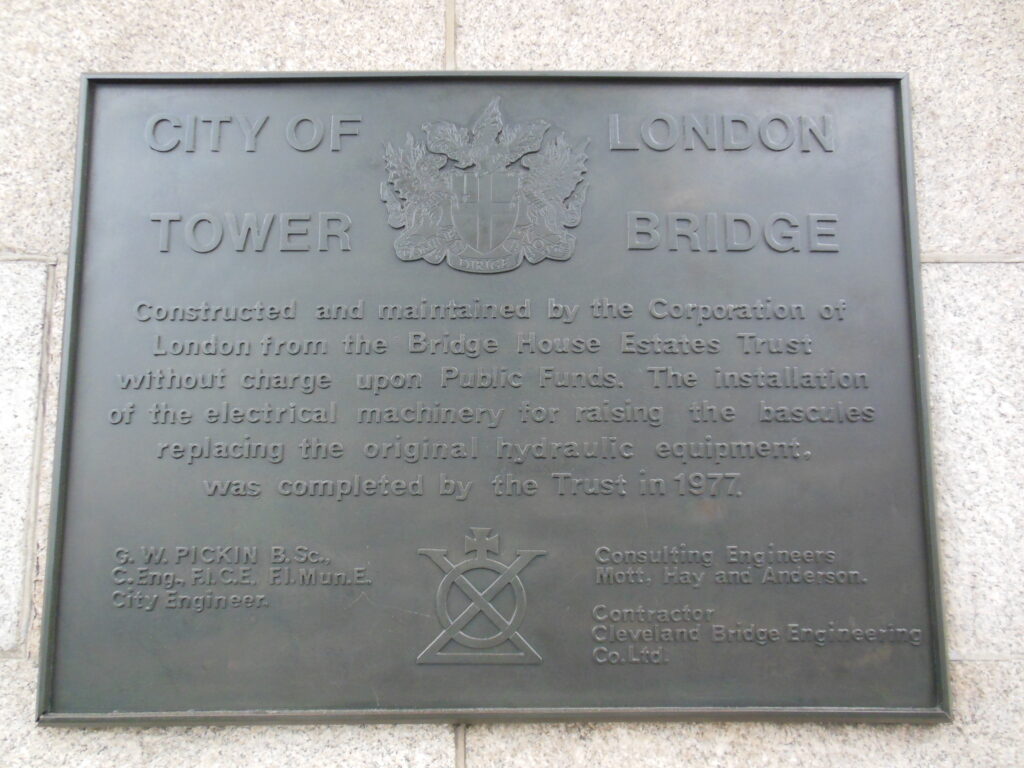 CITY OF LONDON
TOWER BRIDGE
Constructed and maintained by the Corporation of
London from the Bridge House Estates Trust
without charge upon Public Funds. The installation
of the electrical machinery for raising the bascules
replacing the original hydraulic equipment,
was completed by the Trust in 1977.
G. W. PICKIN B.Sc.,
C.Eng., F.I.C.E. F.I.Mun.E.
City Engineer.
Consulting Engineers
Mott, Hay and Anderson.
Contractor
Cleveland Bridge Engineering
Co. Ltd.